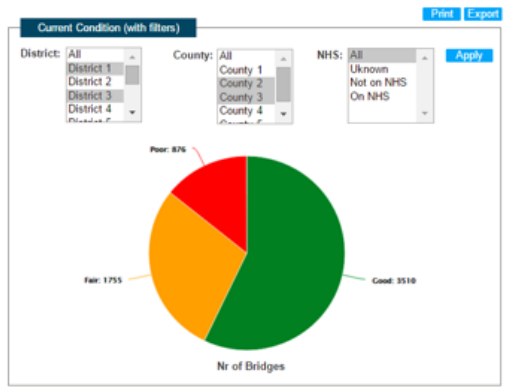 Print Export
Current Condition (with filters)
District: All
District 1
District 2
District 3
District 4
County: All
County 1
County 2
County 3
County 4
NHS: All
Uknown
Not on NHS
On NHS
Apply
Poor: 876
Fair: 1755
Good: 3510
Nr of Bridges